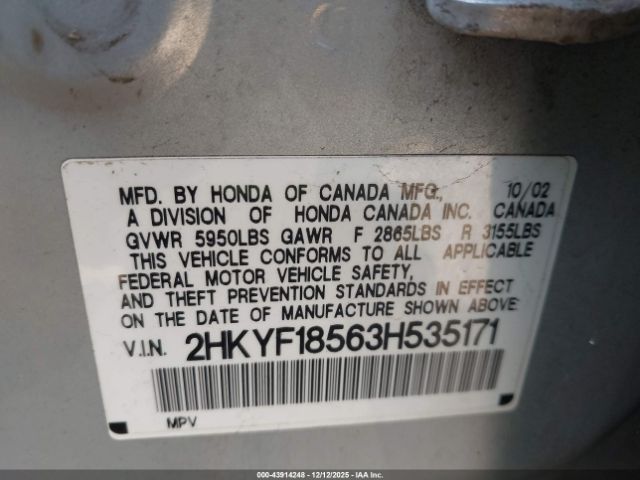 MFD. BY HONDA OF CANADA MFG., 10/02
A DIVISION OF HONDA CANADA INC. CANADA
GVWR 5950LBS GAWR F 2865LBS R 3155LBS
THIS VEHICLE CONFORMS TO ALL APPLICABLE
FEDERAL MOTOR VEHICLE SAFETY,
AND THEFT PREVENTION STANDARDS IN EFFECT
ON THE DATE OF MANUFACTURE SHOWN ABOVE.
V.I.N. 2HKYF18563H535171
MPV
000-43914248 - 12/12/2025 - IAA Inc.